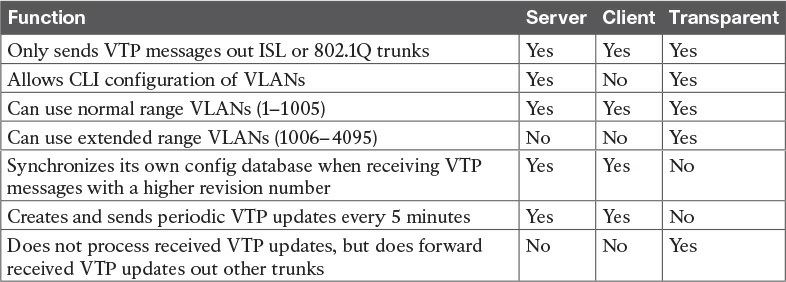 Function Server Client Transparent
Only sends VTP messages out ISL or 802.1Q trunks Yes Yes Yes
Allows CLI configuration of VLANs Yes No Yes
Can use normal range VLANs (1–1005) Yes Yes Yes
Can use extended range VLANs (1006–4095) No No Yes
Synchronizes its own config database when receiving VTP Yes Yes No
messages with a higher revision number
Creates and sends periodic VTP updates every 5 minutes Yes Yes No
Does not process received VTP updates, but does forward No No Yes
received VTP updates out other trunks